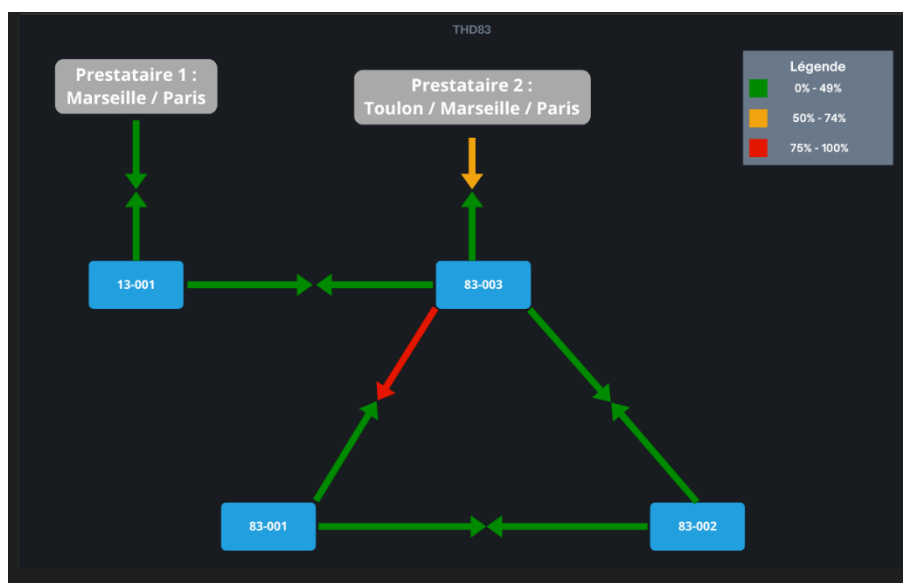 THD83
Prestataire 1 :
Marseille / Paris
Prestataire 2 :
Toulon / Marseille / Paris
Légende
0% - 49%
50% - 74%
75% - 100%
13-001
83-003
83-001
83-002